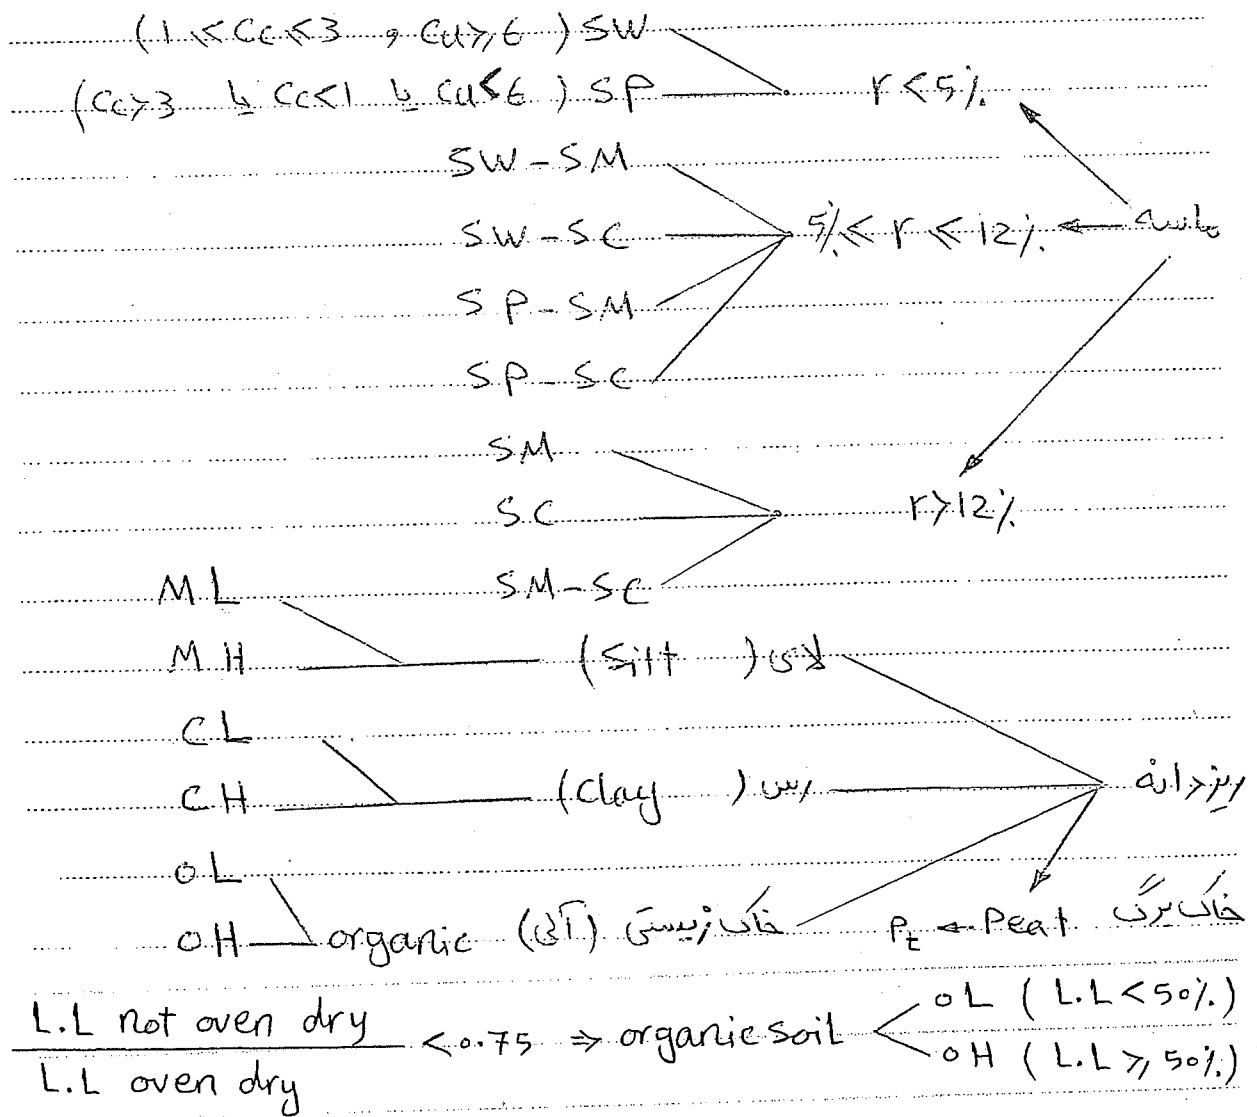 (1 ≤ Cc ≤ 3 و Cu ≥ 6) SW
(Cc > 3 یا Cc < 1 یا Cu < 6) SP r < 5%
SW-SM
SW-SC 5% ≤ r ≤ 12% ← ماسه
SP-SM
SP-SC
SM
SC r > 12%
ML SM-SC
MH (Silt) لای
CL
CH (Clay) رس ریزدانه
OL
OH organic (آلی) خاک زیستی Pt ← Peat خاک برگ
L.L not oven dry / L.L oven dry < 0.75 ⇒ organic soil
OL (L.L < 50%)
OH (L.L ≥ 50%)